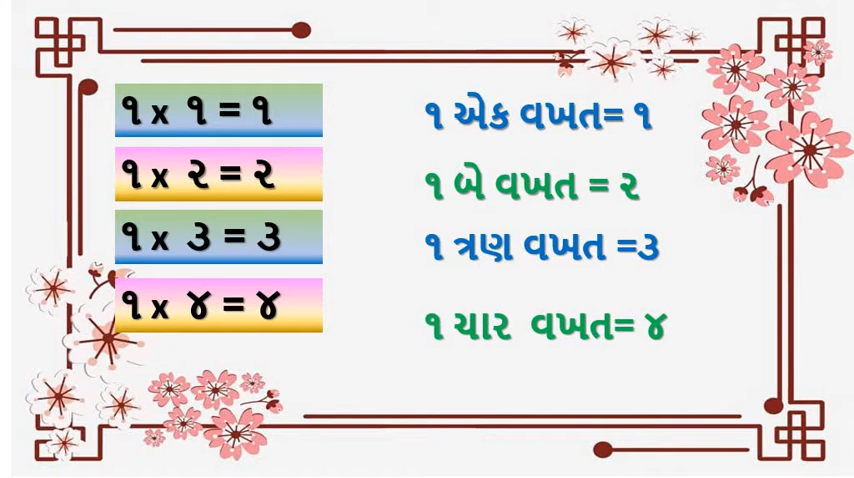 ૧ x ૧ = ૧
૧ એક વખત= ૧
૧ x ૨ = ૨
૧ બે વખત = ૨
૧ x ૩ = ૩
૧ ત્રણ વખત =૩
૧ x ૪ = ૪
૧ ચાર વખત= ૪